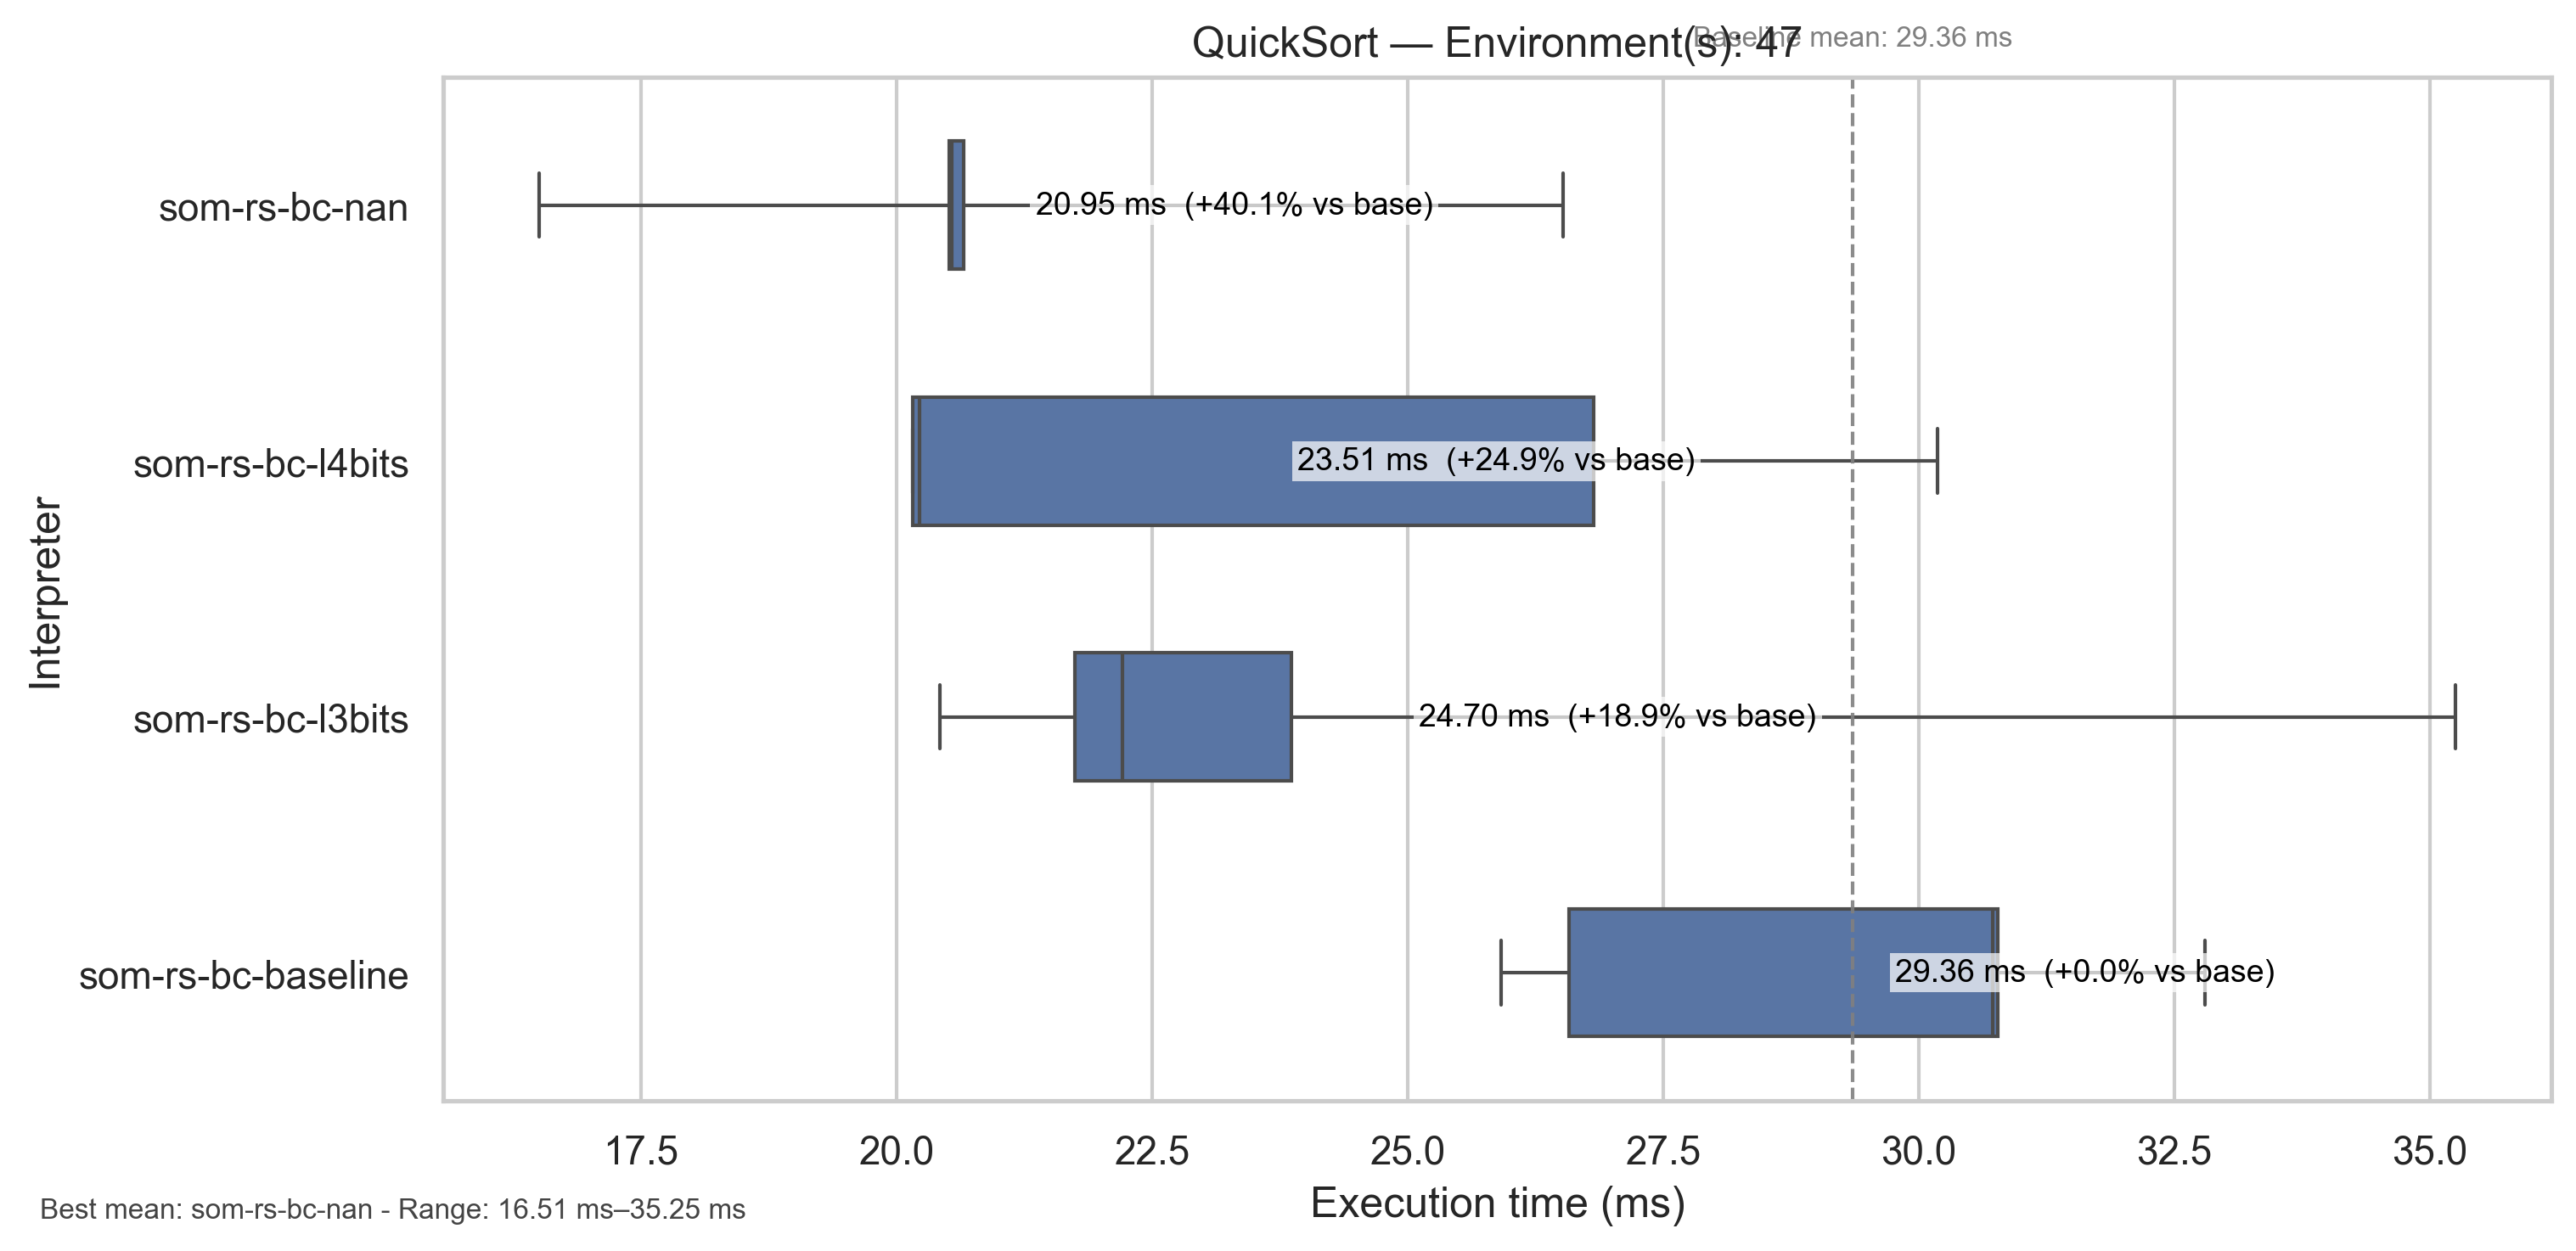 QuickSort — Environment(s): 47
Baseline mean: 29.36 ms
Interpreter
som-rs-bc-nan
20.95 ms  (+40.1% vs base)
som-rs-bc-l4bits
23.51 ms  (+24.9% vs base)
som-rs-bc-l3bits
24.70 ms  (+18.9% vs base)
som-rs-bc-baseline
29.36 ms  (+0.0% vs base)
17.5 20.0 22.5 25.0 27.5 30.0 32.5 35.0
Execution time (ms)
Best mean: som-rs-bc-nan - Range: 16.51 ms–35.25 ms